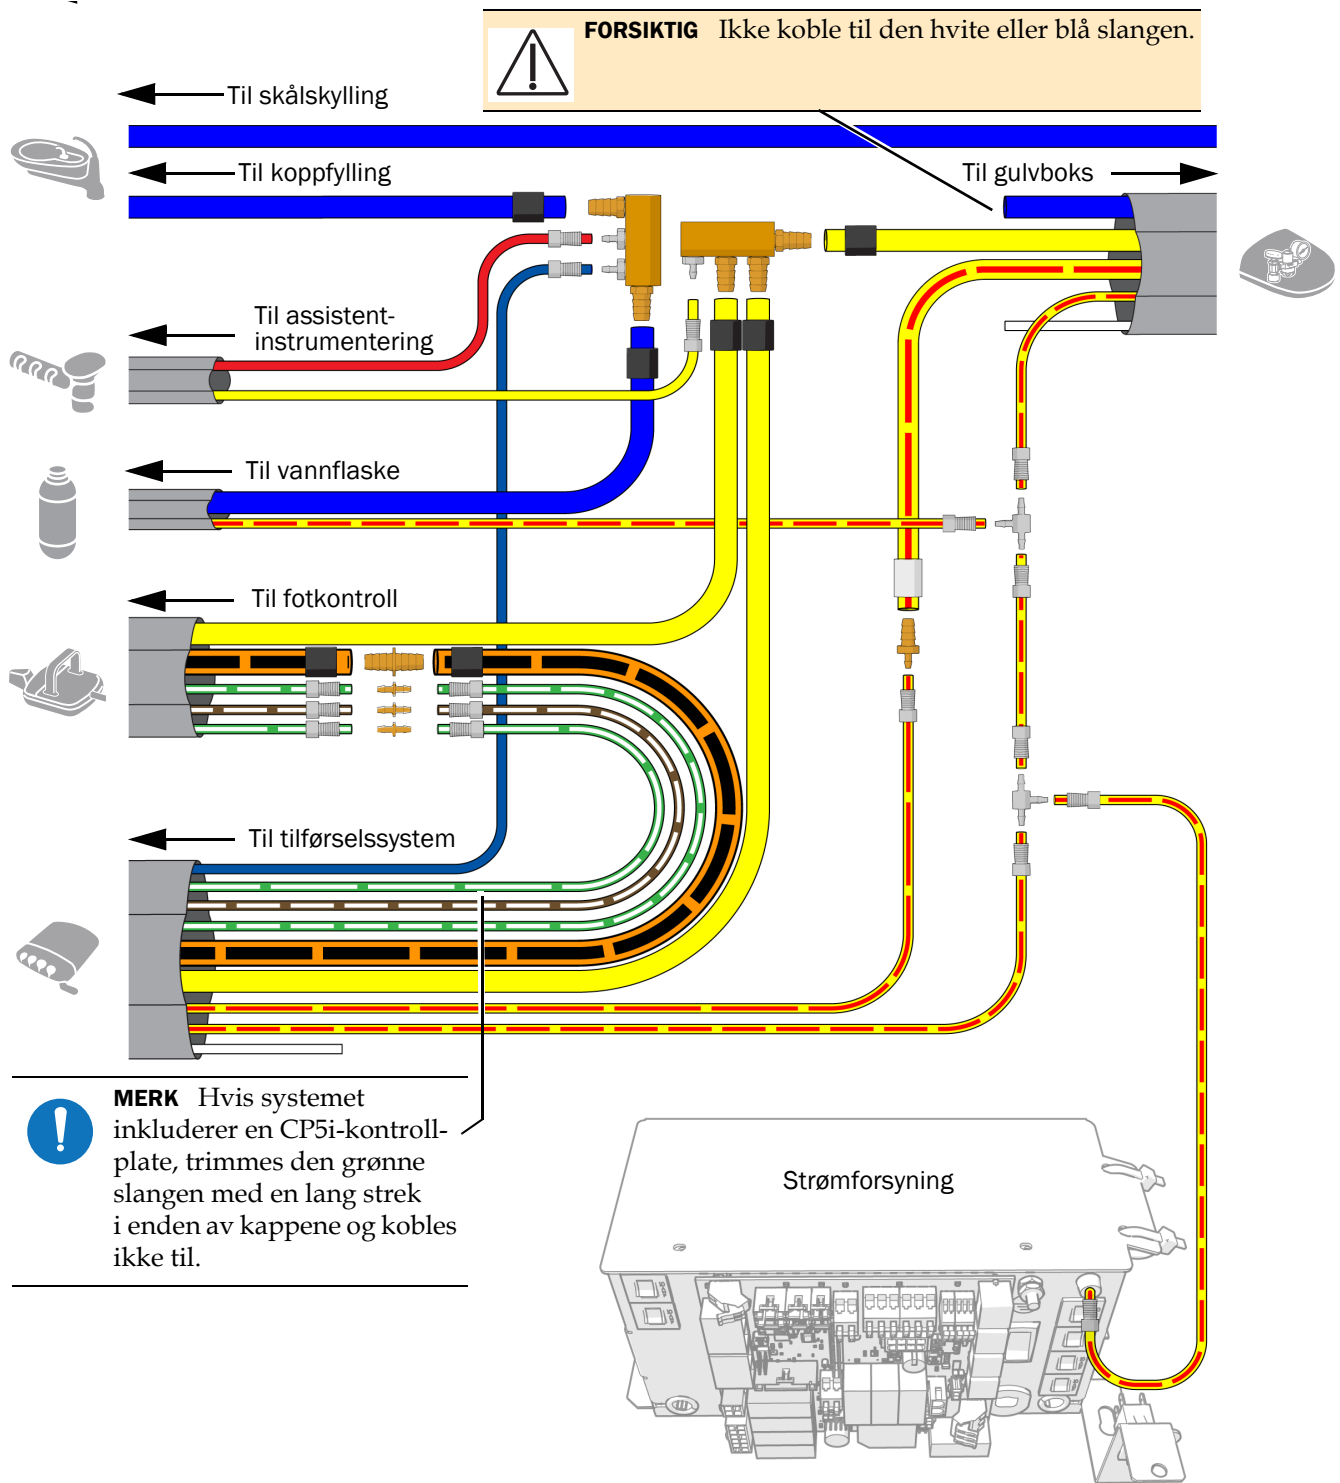 FORSIKTIG Ikke koble til den hvite eller blå slangen.
Til skålskylling
Til koppfylling
Til gulvboks
Til assistent-
instrumentering
Til vannflaske
Til fotkontroll
Til tilførselssystem
MERK Hvis systemet
inkluderer en CP5i-kontroll-
plate, trimmes den grønne
slangen med en lang strek
i enden av kappene og kobles
ikke til.
Strømforsyning